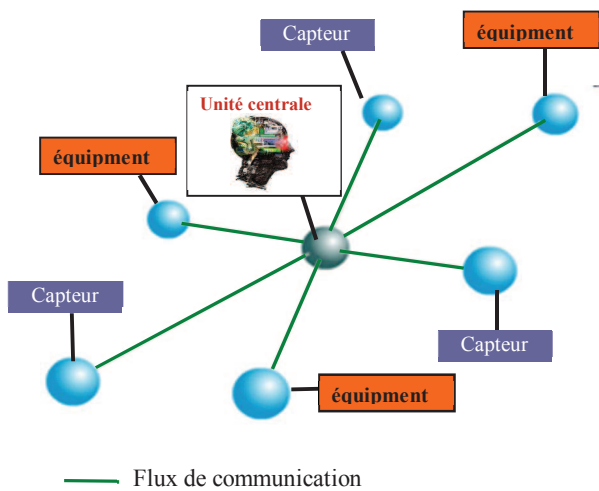 Capteur
équipment
Unité centrale
équipment
Capteur
Capteur
équipment
Flux de communication